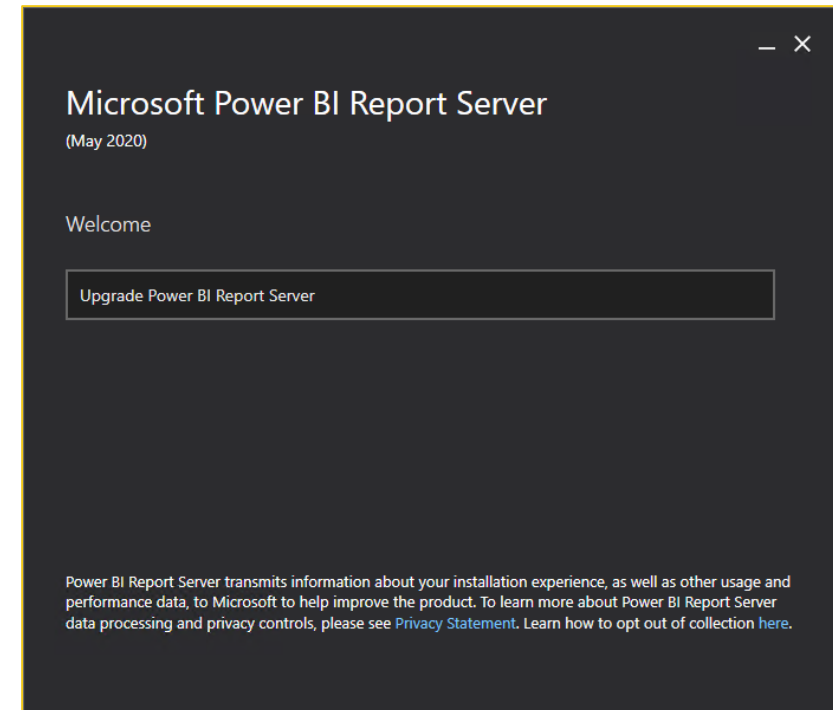 Microsoft Power BI Report Server
(May 2020)
Welcome
Upgrade Power BI Report Server
Power BI Report Server transmits information about your installation experience, as well as other usage and
performance data, to Microsoft to help improve the product. To learn more about Power BI Report Server
data processing and privacy controls, please see Privacy Statement. Learn how to opt out of collection here.